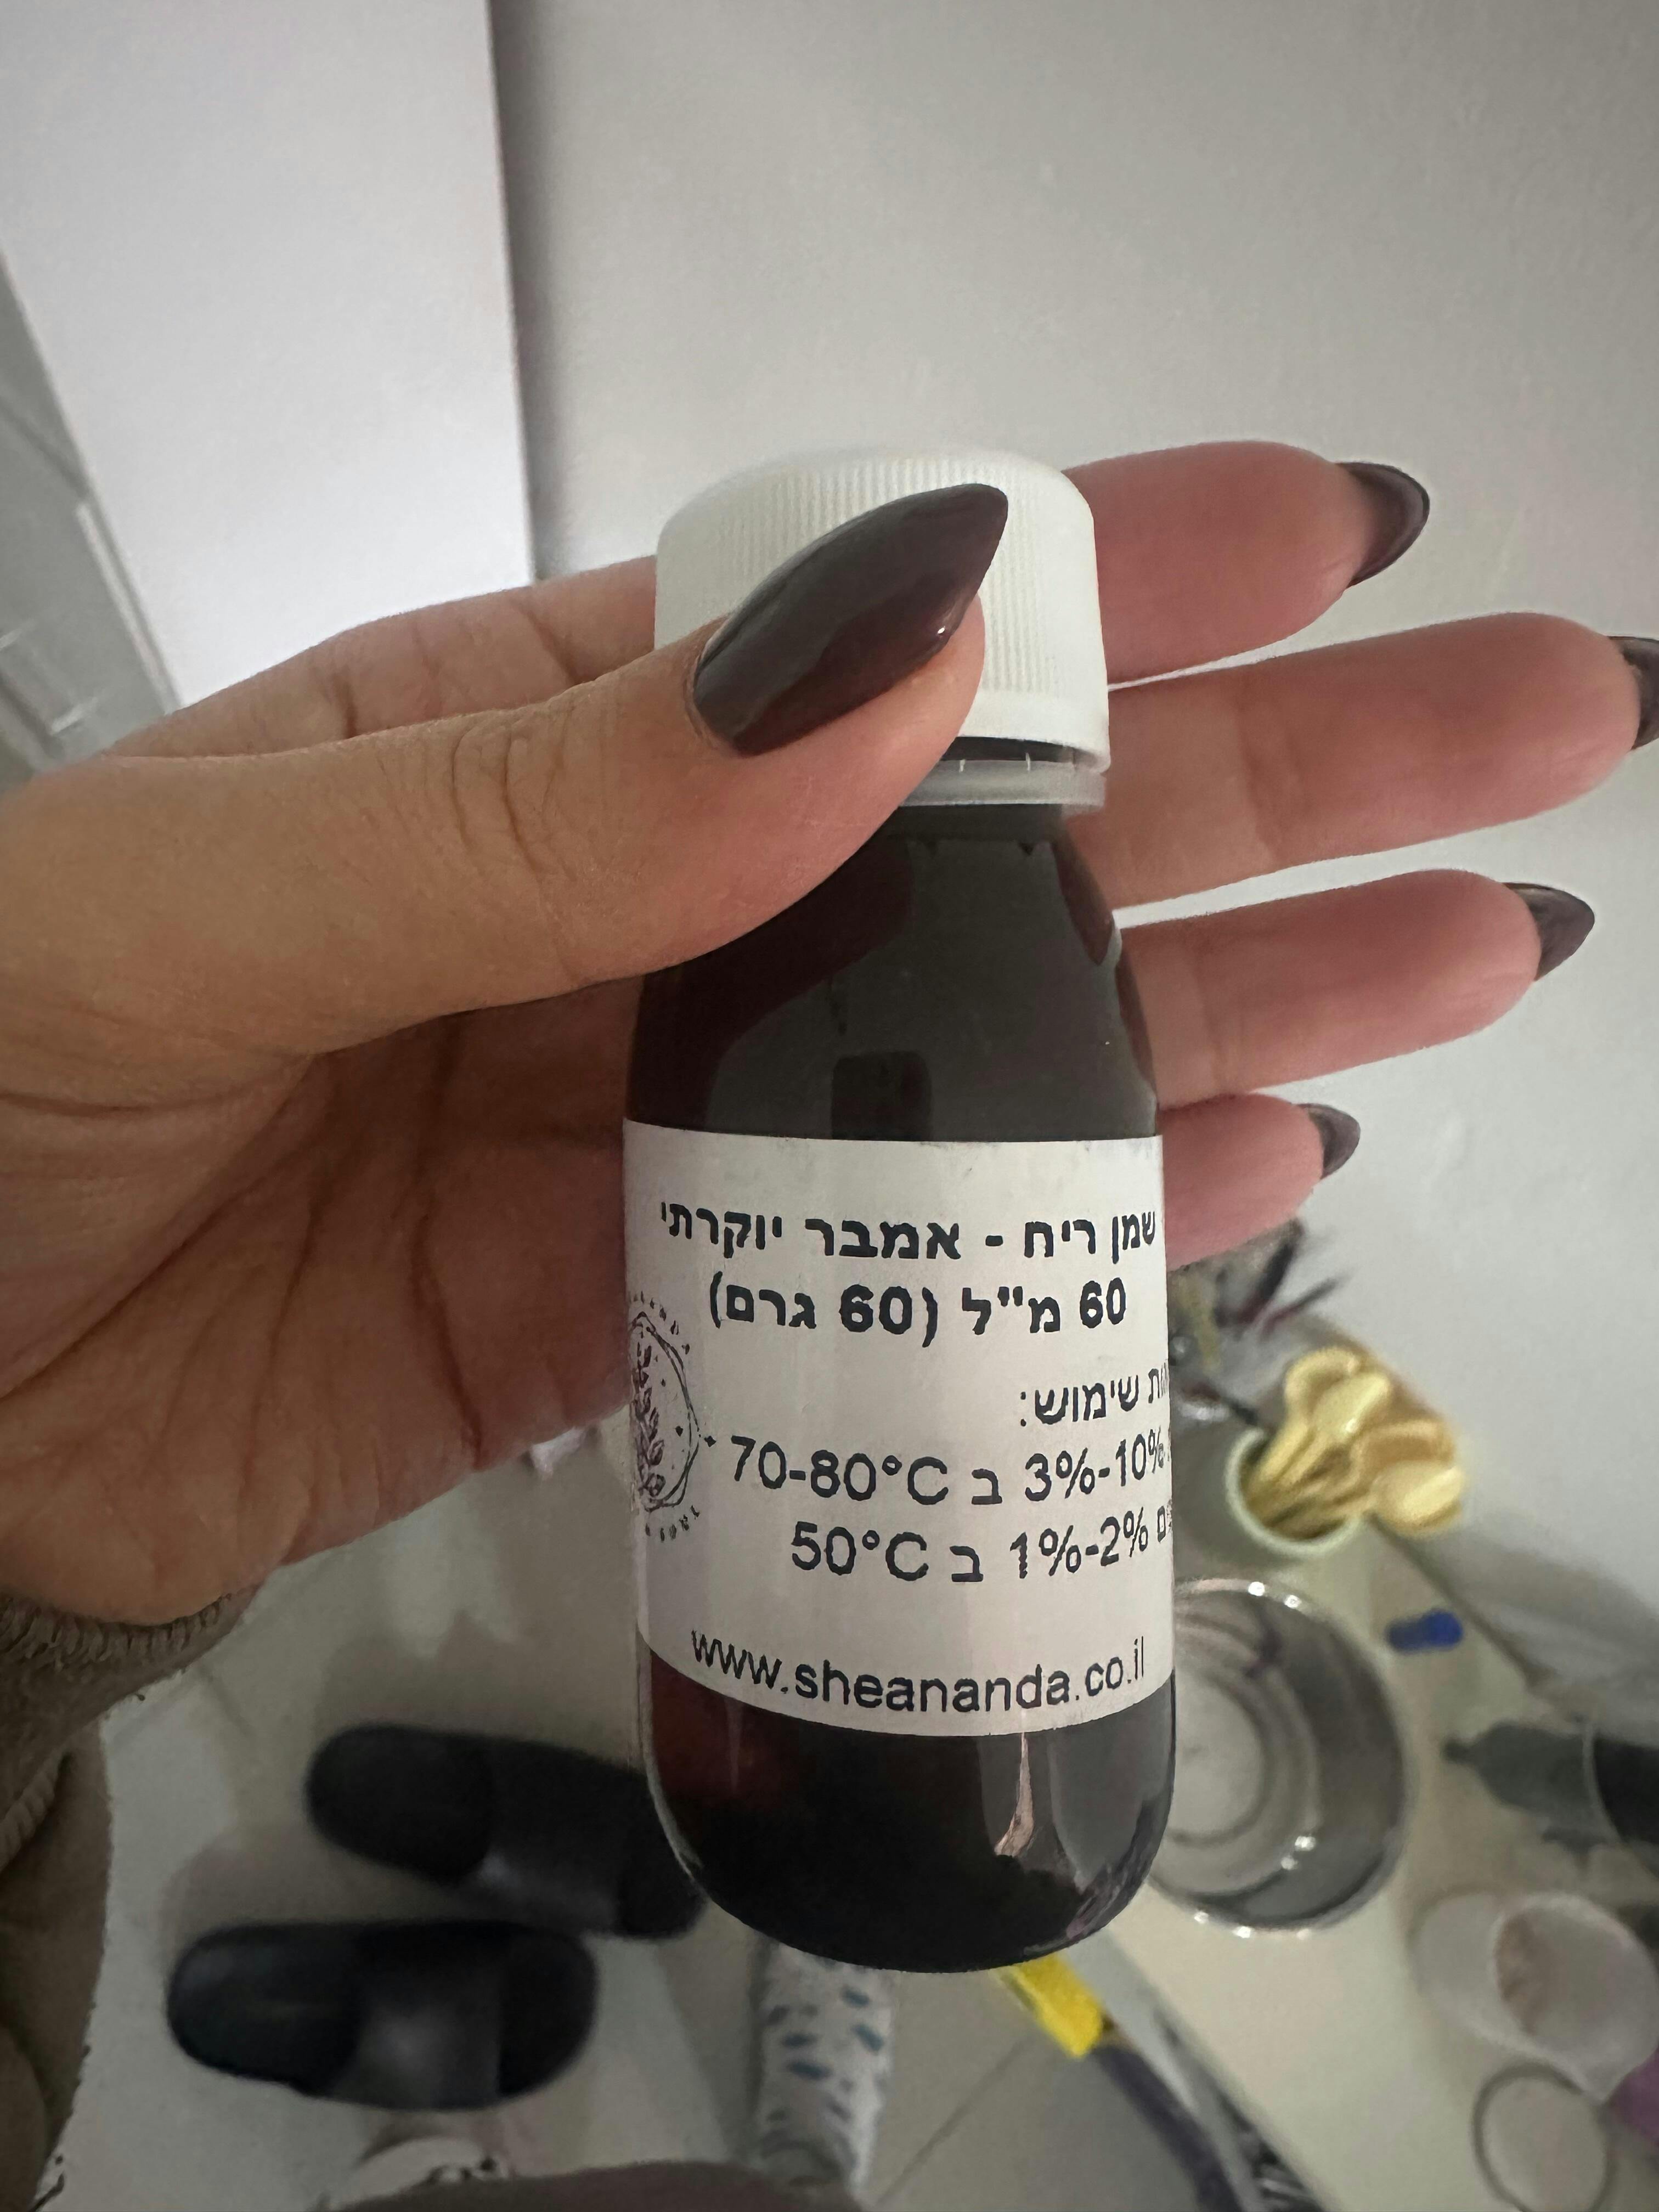 שמן ריח - אמבר יוקרתי
60 מ"ל (60 גרם)
שימוש:
3%-10% ב 70-80°C
1%-2% ב 50°C
www.sheananda.co.il